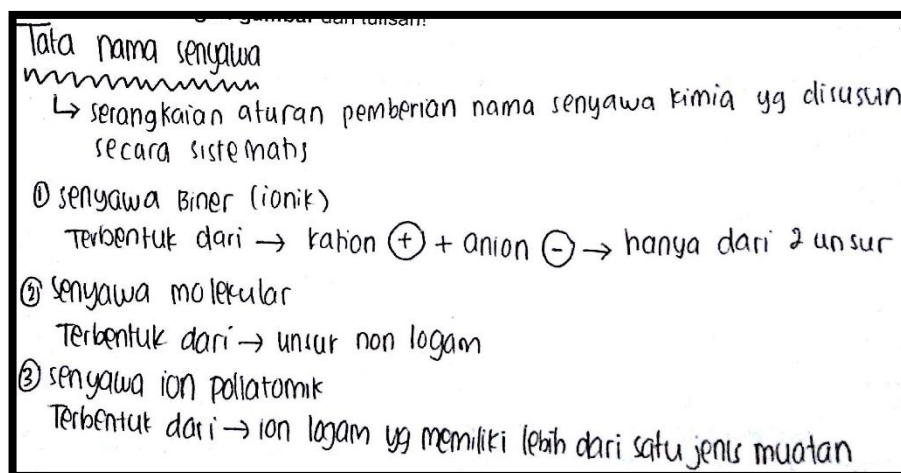 Tata nama senyawa
↳ serangkaian aturan pemberian nama senyawa kimia yg disusun
secara sistematis
① senyawa Biner (ionik)
Terbentuk dari → kation ⊕ + anion ⊖ → hanya dari 2 unsur
② senyawa molekular
Terbentuk dari → unsur non logam
③ senyawa ion poliatomik
Terbentuk dari → ion logam yg memiliki lebih dari satu jenis muatan